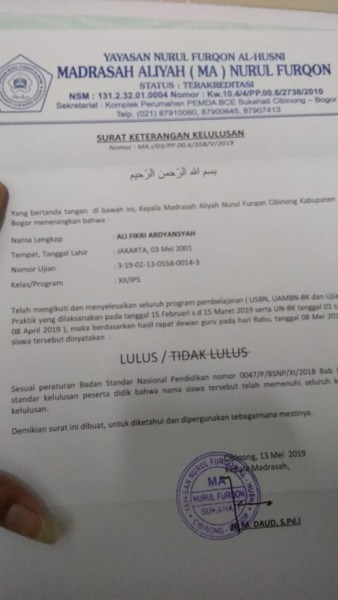 YAYASAN NURUL FURQON AL-HUSNI
MADRASAH ALIYAH ( MA ) NURUL FURQON
STATUS : TERAKREDITASI
NSM : 131.2.32.01.0004 Nomor : Kw.10.4/4/PP.00.6/2738/2010
Sekretariat : Komplek Perumahan PEMDA BCE Sukahati Cibinong - Bogor
Telp. (021) 87910060, 87900645, 87907413
SURAT KETERANGAN KELULUSAN
Nomor : MA.I/03/PP.00.6/358/V/2019
بسم الله الرّحمن الرّحيم
Yang bertanda tangan di bawah ini, Kepala Madrasah Aliyah Nurul Furqon Cibinong Kabupaten
Bogor menerangkan bahwa :
Nama Lengkap : ALI FIKRI ARDYANSYAH
Tempat, Tanggal Lahir : JAKARTA, 03 Mei 2001
Nomor Ujian : 3-19-02-13-0558-0014-3
Kelas/Program : XII/IPS
Telah mengikuti dan menyelesaikan seluruh program pembelajaran ( USBN, UAMBN-BK dan Ujian
Praktik yang dilaksanakan pada tanggal 15 Februari s.d 15 Maret 2019 serta UN-BK tanggal 01 s
08 April 2019 ), maka berdasarkan hasil rapat dewan guru pada hari Rabu, tanggal 08 Mei
siswa tersebut dinyatakan :
LULUS / TIDAK LULUS
Sesuai peraturan Badan Standar Nasional Pendidikan nomor 0047/P/BSNP/XI/2018 Bab
standar kelulusan peserta didik bahwa nama siswa tersebut telah memenuhi seluruh
kelulusan.
Demikian surat ini dibuat, untuk diketahui dan dipergunakan sebagaimana mestinya.
Cibinong, 13 Mei 2019
Kepala Madrasah,
YAYASAN NURUL FURQON AL-HUSNI
MA
NURUL FURQON
CIBINONG
M. DAUD, S.Pd.I